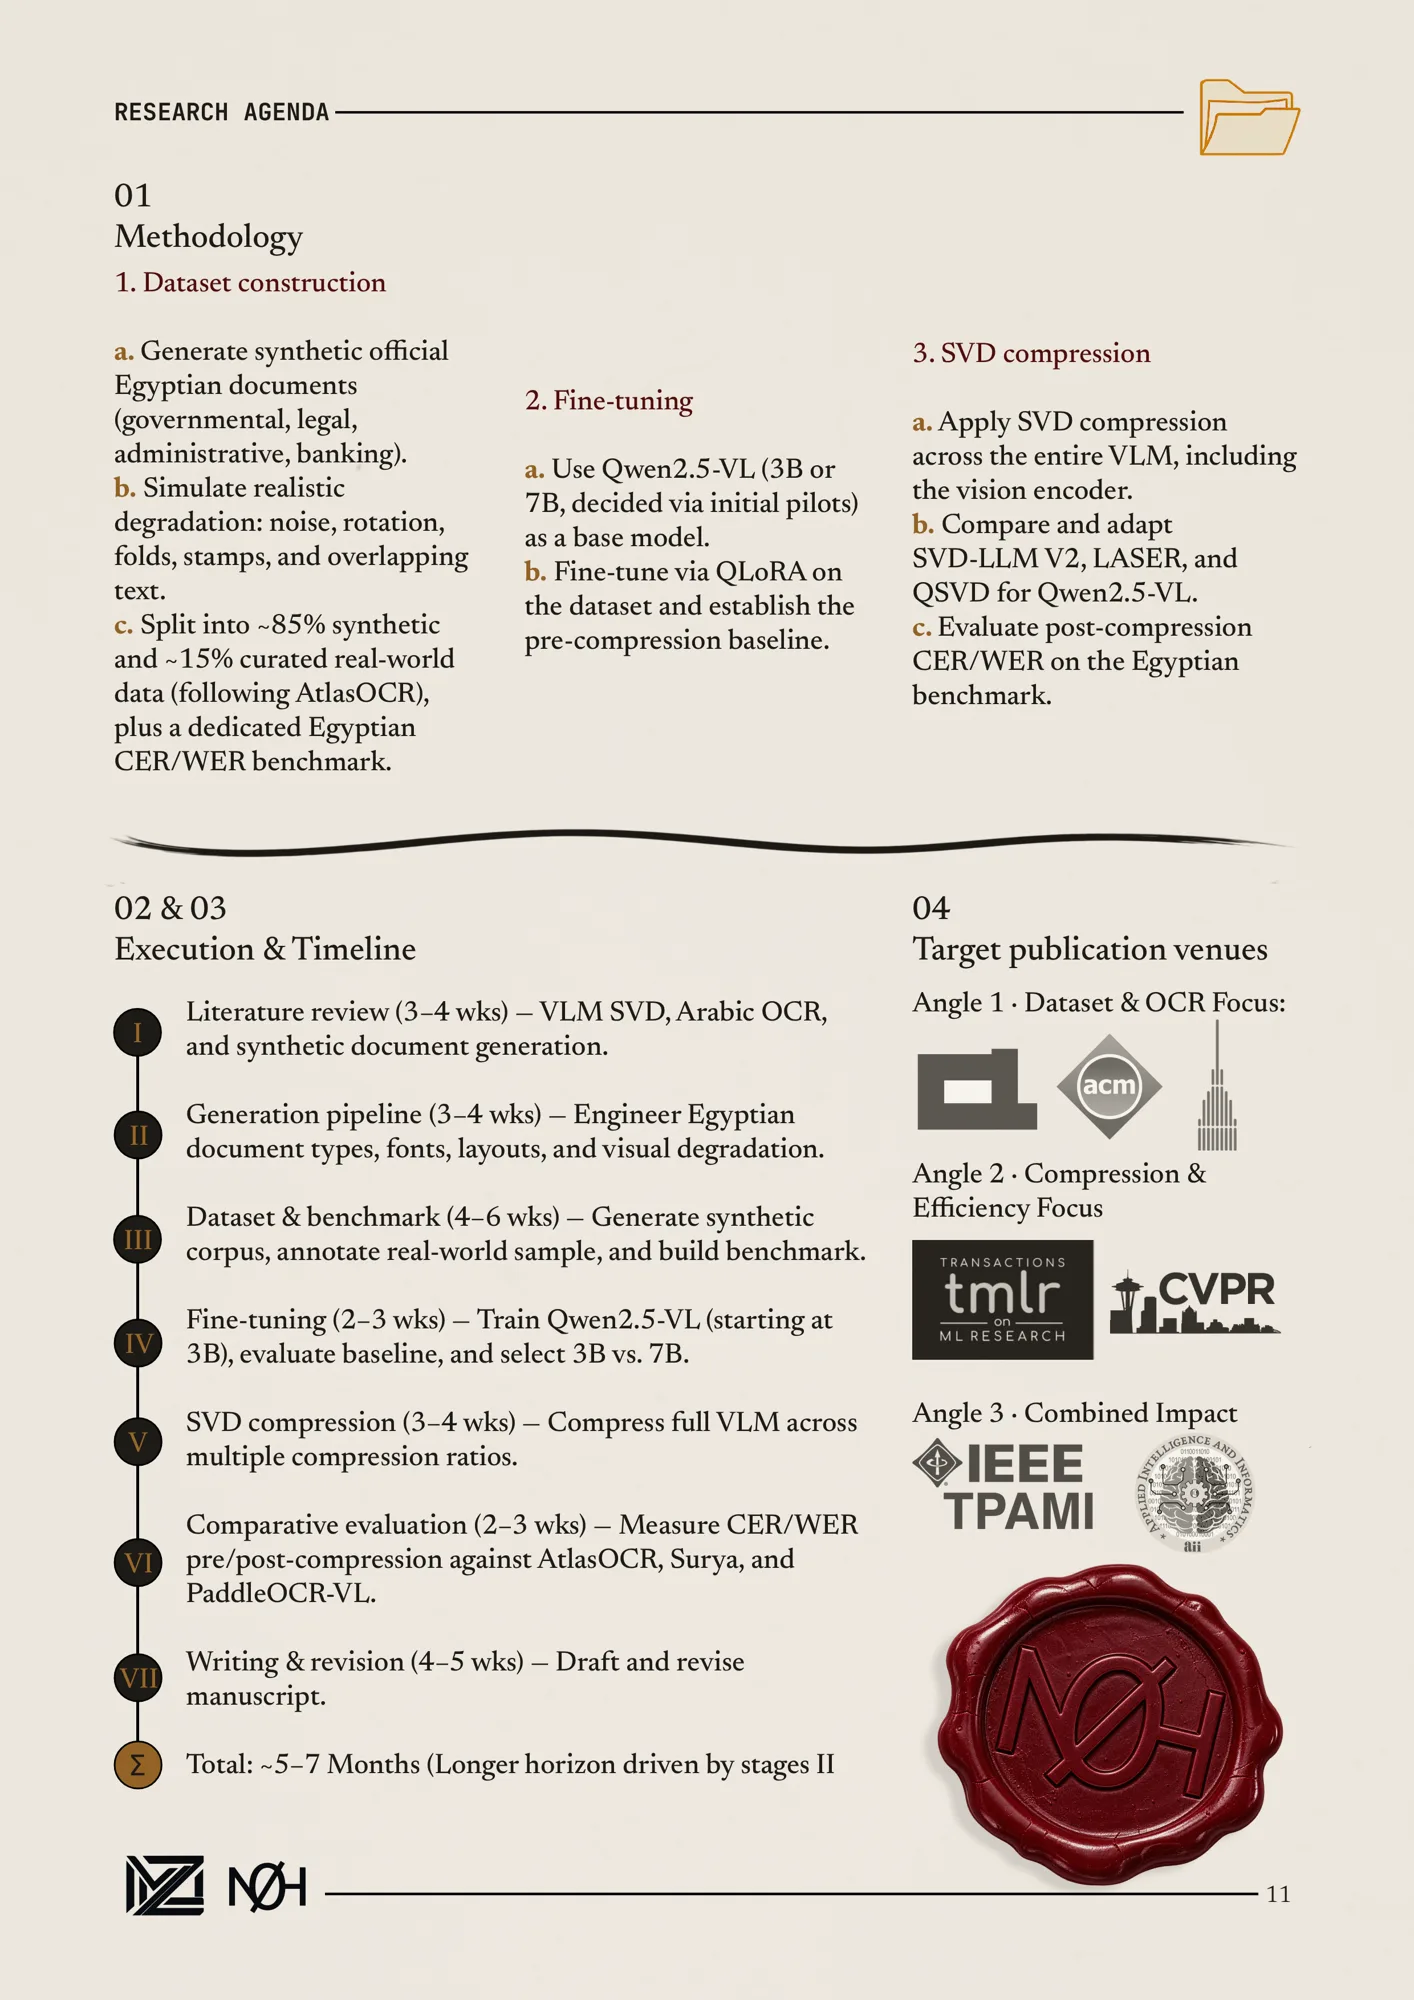 RESEARCH AGENDA
01
Methodology
1. Dataset construction
a. Generate synthetic official
Egyptian documents
(governmental, legal,
administrative, banking).
b. Simulate realistic
degradation: noise, rotation,
folds, stamps, and overlapping
text.
c. Split into ~85% synthetic
and ~15% curated real-world
data (following AtlasOCR),
plus a dedicated Egyptian
CER/WER benchmark.
2. Fine-tuning
a. Use Qwen2.5-VL (3B or
7B, decided via initial pilots)
as a base model.
b. Fine-tune via QLoRA on
the dataset and establish the
pre-compression baseline.
3. SVD compression
a. Apply SVD compression
across the entire VLM, including
the vision encoder.
b. Compare and adapt
SVD-LLM V2, LASER, and
QSVD for Qwen2.5-VL.
c. Evaluate post-compression
CER/WER on the Egyptian
benchmark.
02 & 03
Execution & Timeline
I
Literature review (3–4 wks) – VLM SVD, Arabic OCR,
and synthetic document generation.
II
Generation pipeline (3–4 wks) – Engineer Egyptian
document types, fonts, layouts, and visual degradation.
III
Dataset & benchmark (4–6 wks) – Generate synthetic
corpus, annotate real-world sample, and build benchmark.
IV
Fine-tuning (2–3 wks) – Train Qwen2.5-VL (starting at
3B), evaluate baseline, and select 3B vs. 7B.
V
SVD compression (3–4 wks) – Compress full VLM across
multiple compression ratios.
VI
Comparative evaluation (2–3 wks) – Measure CER/WER
pre/post-compression against AtlasOCR, Surya, and
PaddleOCR-VL.
VII
Writing & revision (4–5 wks) – Draft and revise
manuscript.
Σ
Total: ~5–7 Months (Longer horizon driven by stages II
04
Target publication venues
Angle 1 · Dataset & OCR Focus:
acm
Angle 2 · Compression &
Efficiency Focus
TRANSACTIONS
tmlr
on
ML RESEARCH
CVPR
Angle 3 · Combined Impact
IEEE
TPAMI
APPLIED INTELLIGENCE AND INFORMATICS
aii
NØH
NØH
11